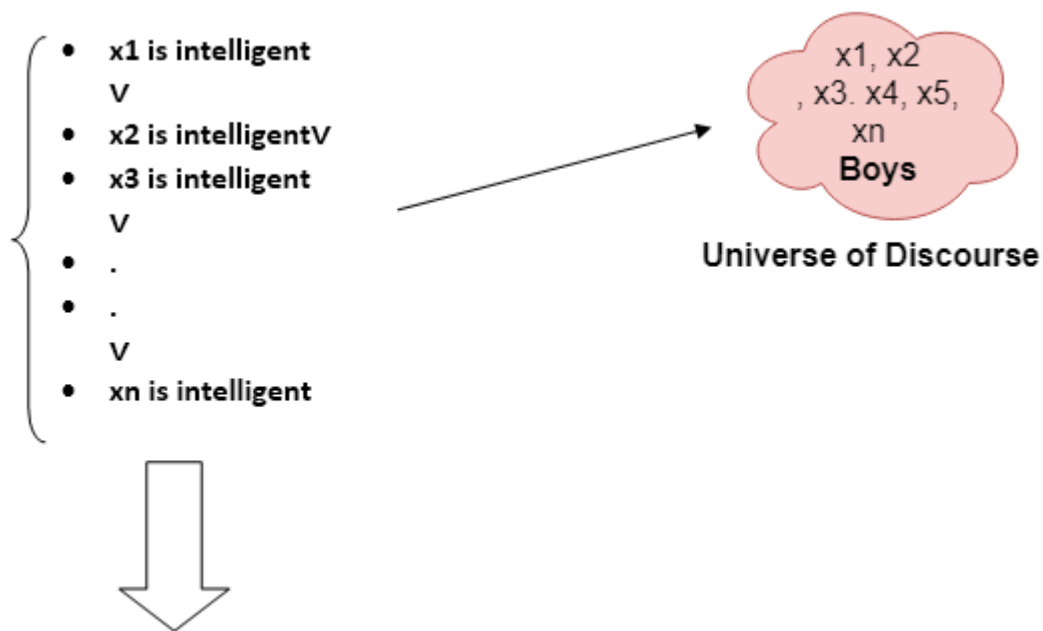 • x1 is intelligent
V
• x2 is intelligentV
• x3 is intelligent
V
• .
• .
V
• xn is intelligent
x1, x2
, x3. x4, x5,
xn
Boys
Universe of Discourse